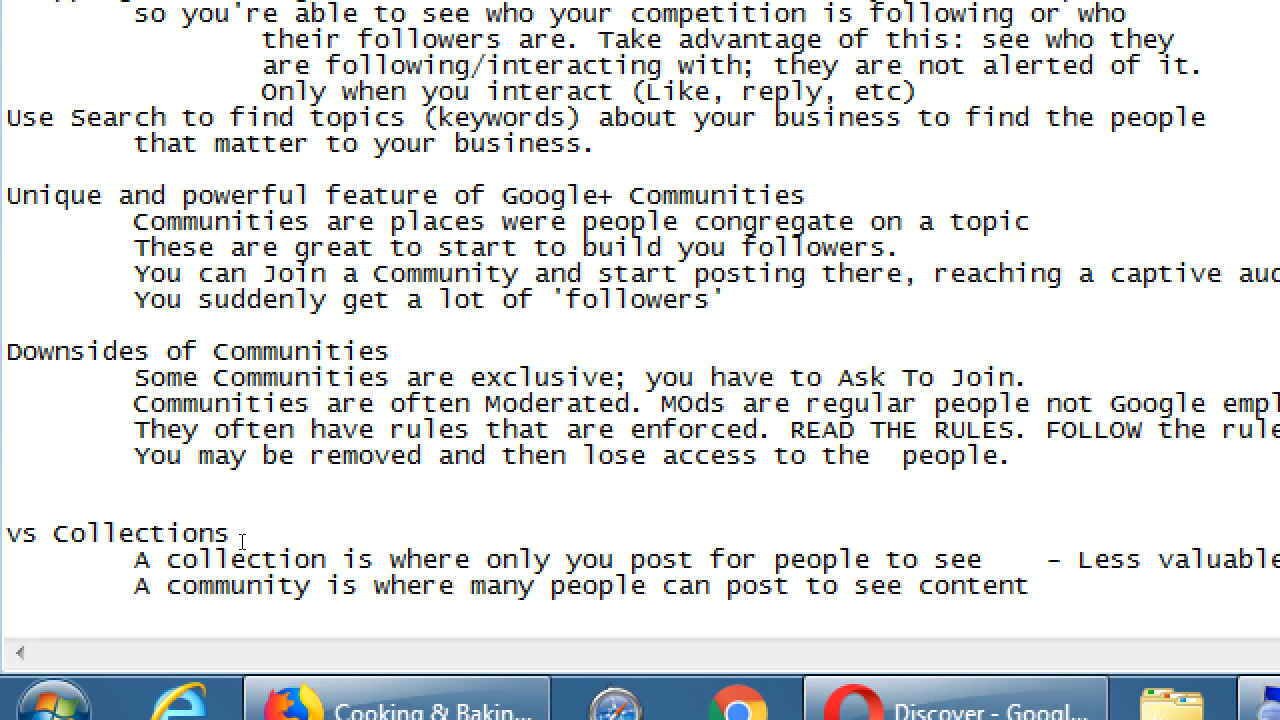 so you're able to see who your competition is following or who
their followers are. Take advantage of this: see who they
are following/interacting with; they are not alerted of it.
Only when you interact (Like, reply, etc)
Use Search to find topics (keywords) about your business to find the people
that matter to your business.
Unique and powerful feature of Google+ Communities
Communities are places were people congregate on a topic
These are great to start to build you followers.
You can Join a Community and start posting there, reaching a captive
You suddenly get a lot of 'followers'
Downsides of Communities
Some Communities are exclusive; you have to Ask To Join.
Communities are often Moderated. MOds are regular people not Google
They often have rules that are enforced. READ THE RULES. FOLLOW the
You may be removed and then lose access to the  people.
vs Collections
A collection is where only you post for people to see    - Less valuable
A community is where many people can post to see content
Cooking & Bakin...
Discover - Googl...